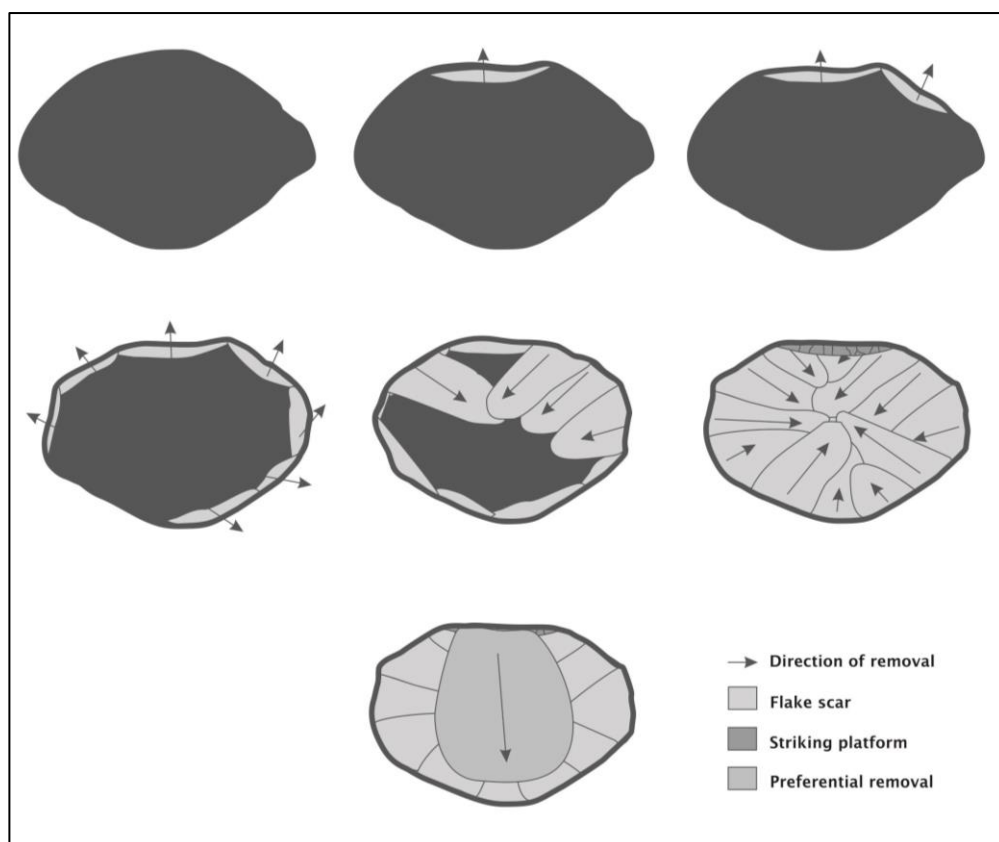 Direction of removal
Flake scar
Striking platform
Preferential removal